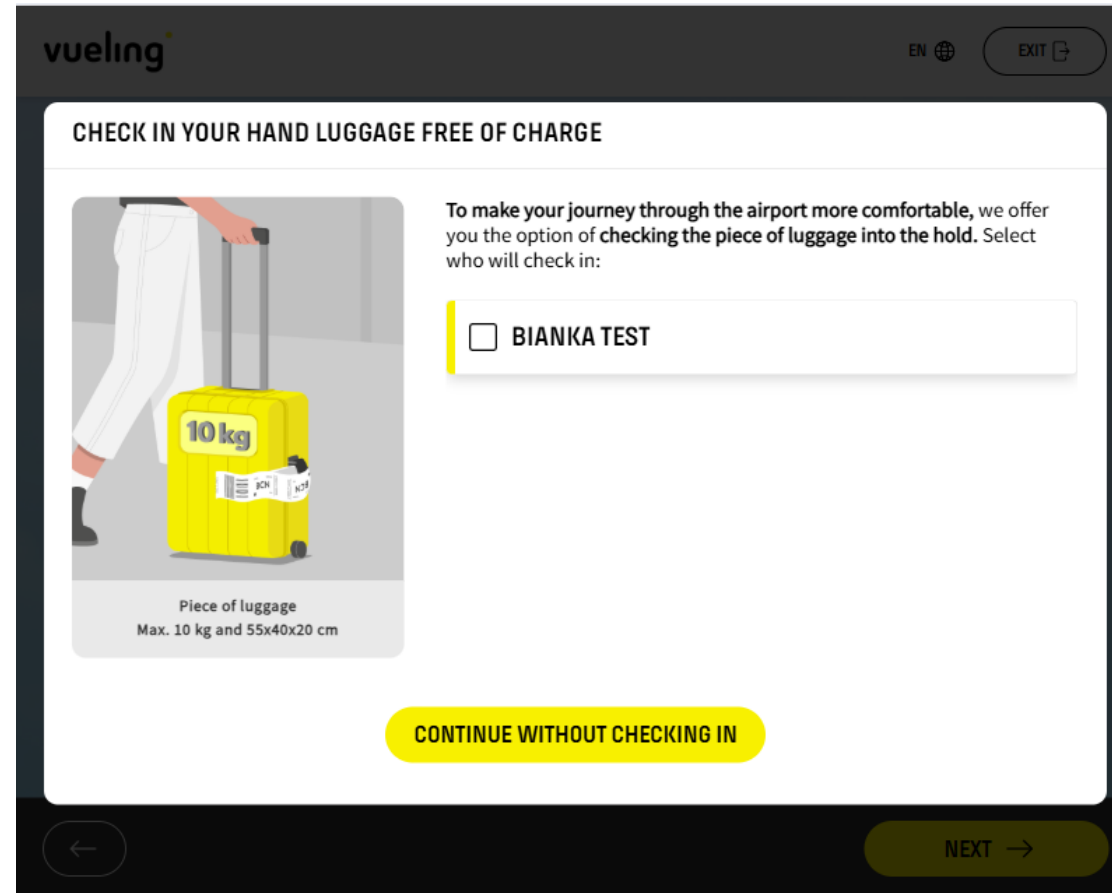 vueling
EN
EXIT
CHECK IN YOUR HAND LUGGAGE FREE OF CHARGE
To make your journey through the airport more comfortable, we offer
you the option of checking the piece of luggage into the hold. Select
who will check in:
BIANKA TEST
10 kg
BCN
BCN
Piece of luggage
Max. 10 kg and 55x40x20 cm
CONTINUE WITHOUT CHECKING IN
NEXT